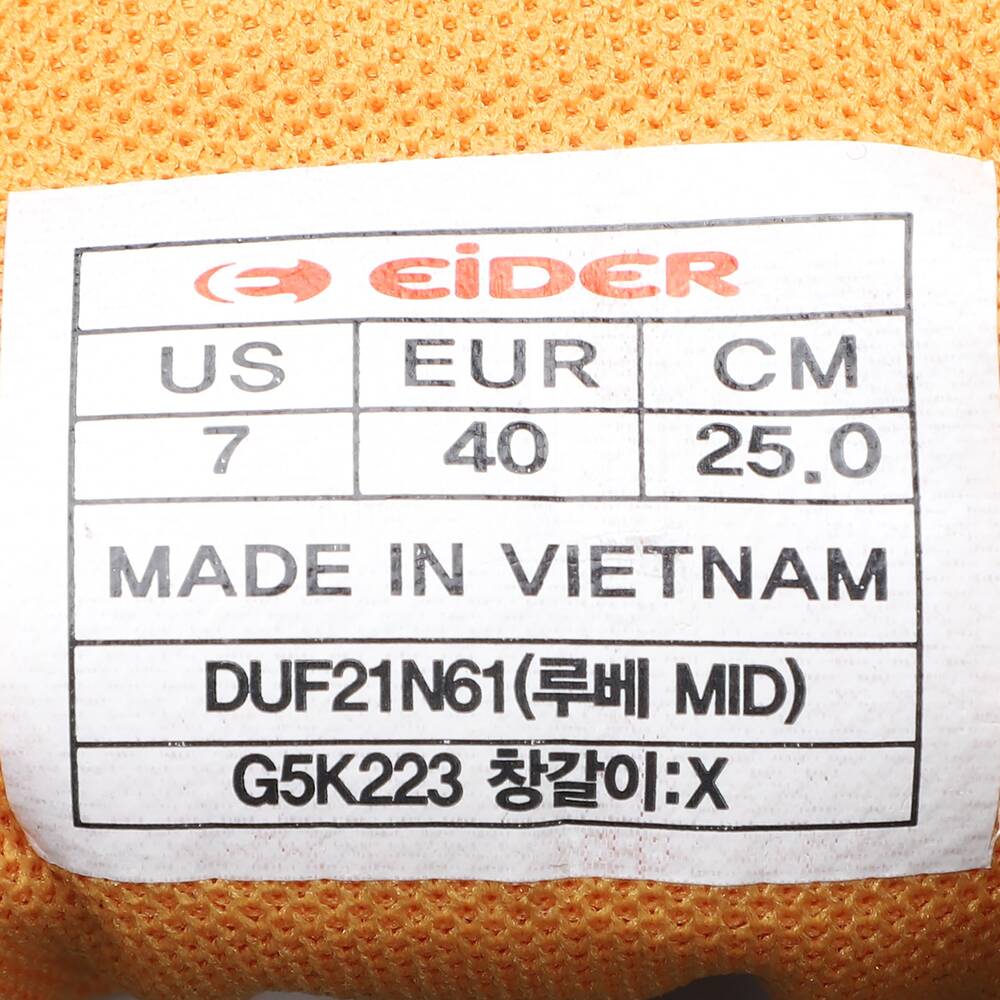 EiDER
US EUR CM
7 40 25.0
MADE IN VIETNAM
DUF21N61(루베 MID)
G5K223 창갈이:X